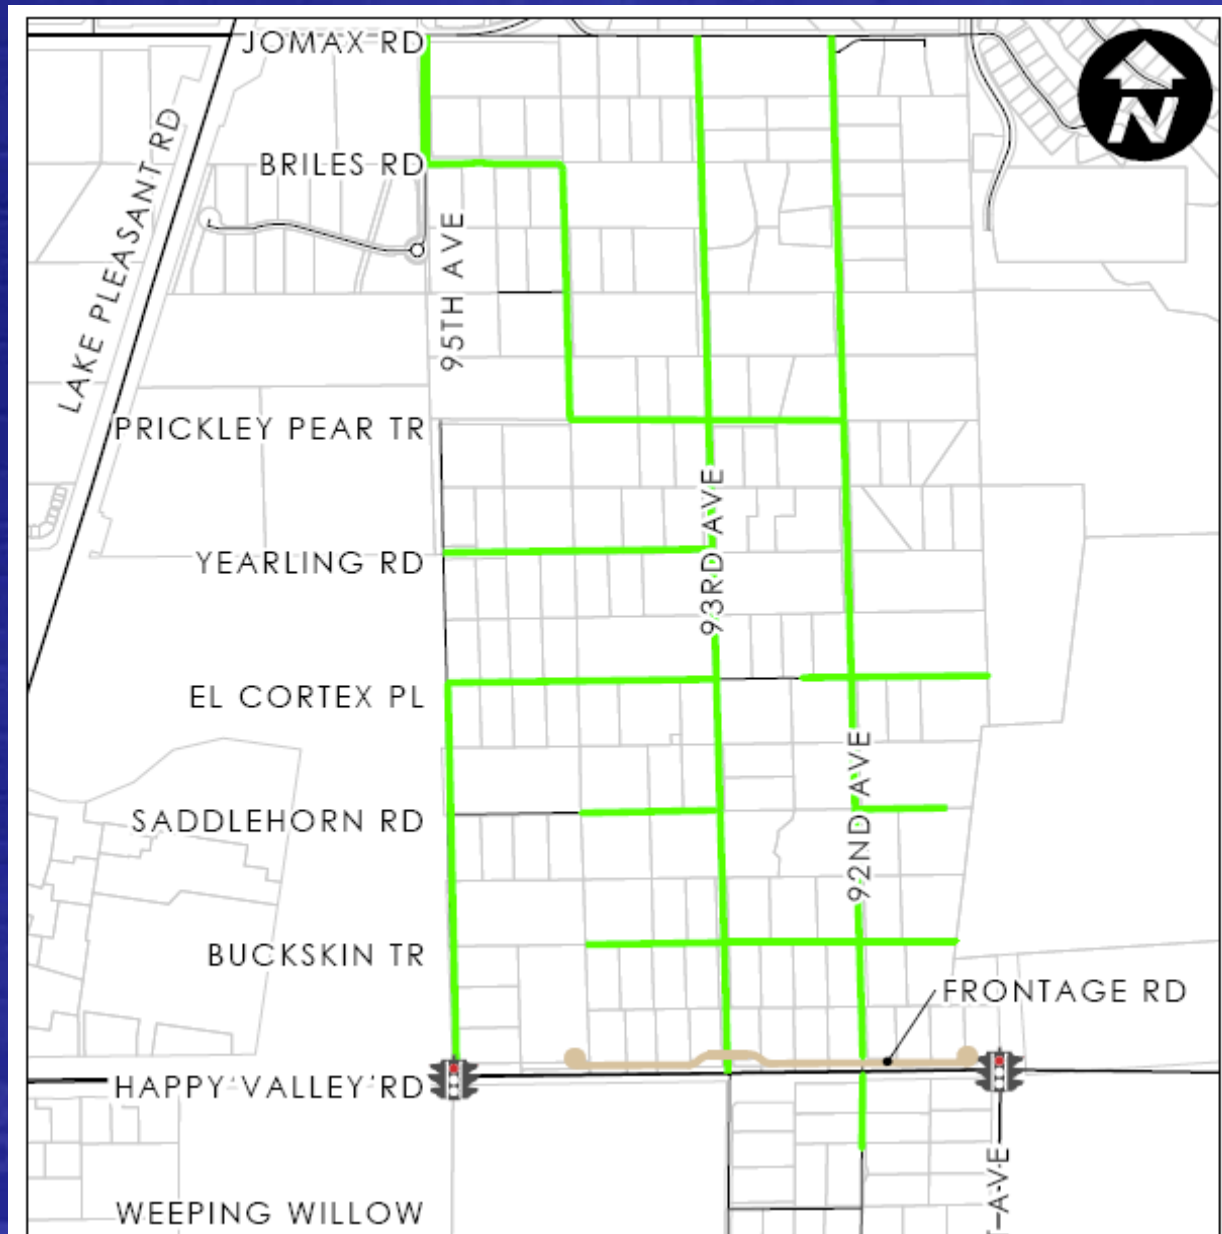 JOMAX RD
N
LAKE PLEASANT RD
BRILES RD
95TH AVE
PRICKLEY PEAR TR
93RD AVE
YEARLING RD
EL CORTEX PL
92ND AVE
SADDLEHORN RD
BUCKSKIN TR
FRONTAGE RD
HAPPY VALLEY RD
AVE
WEEPING WILLOW